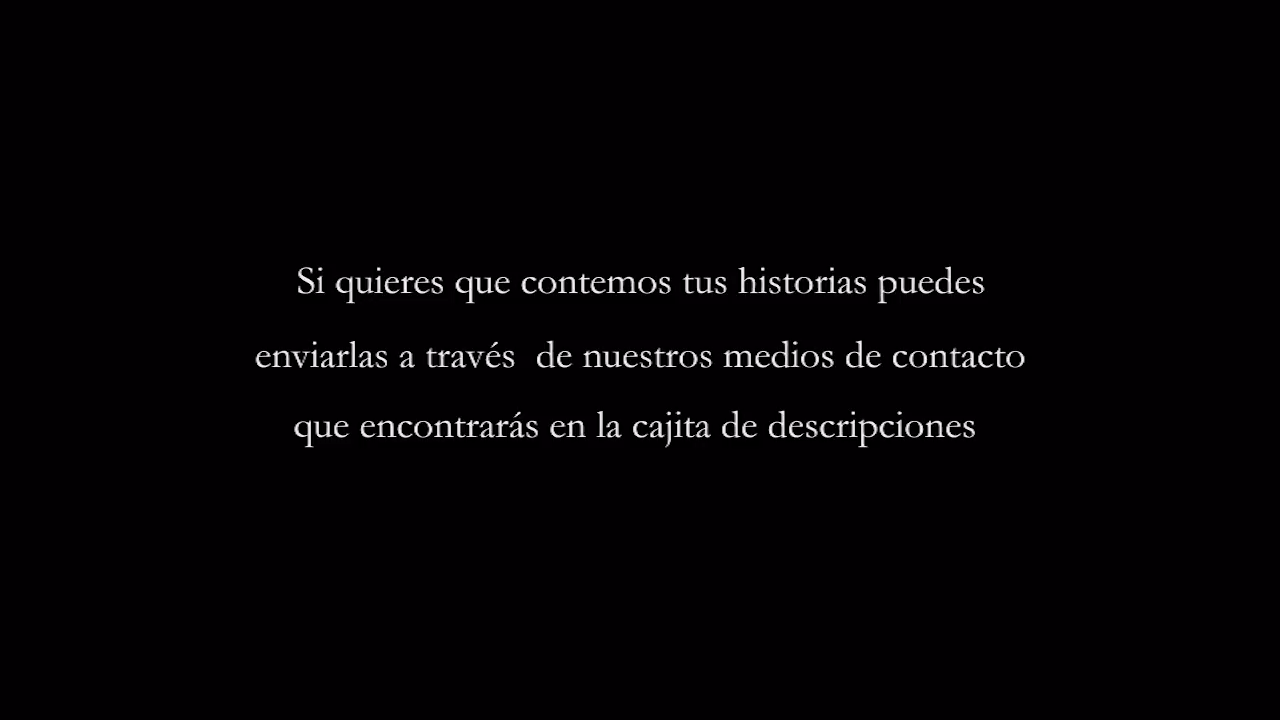 Si quieres que contemos tus historias puedes
enviarlas a través  de nuestros medios de contacto
que encontrarás en la cajita de descripciones